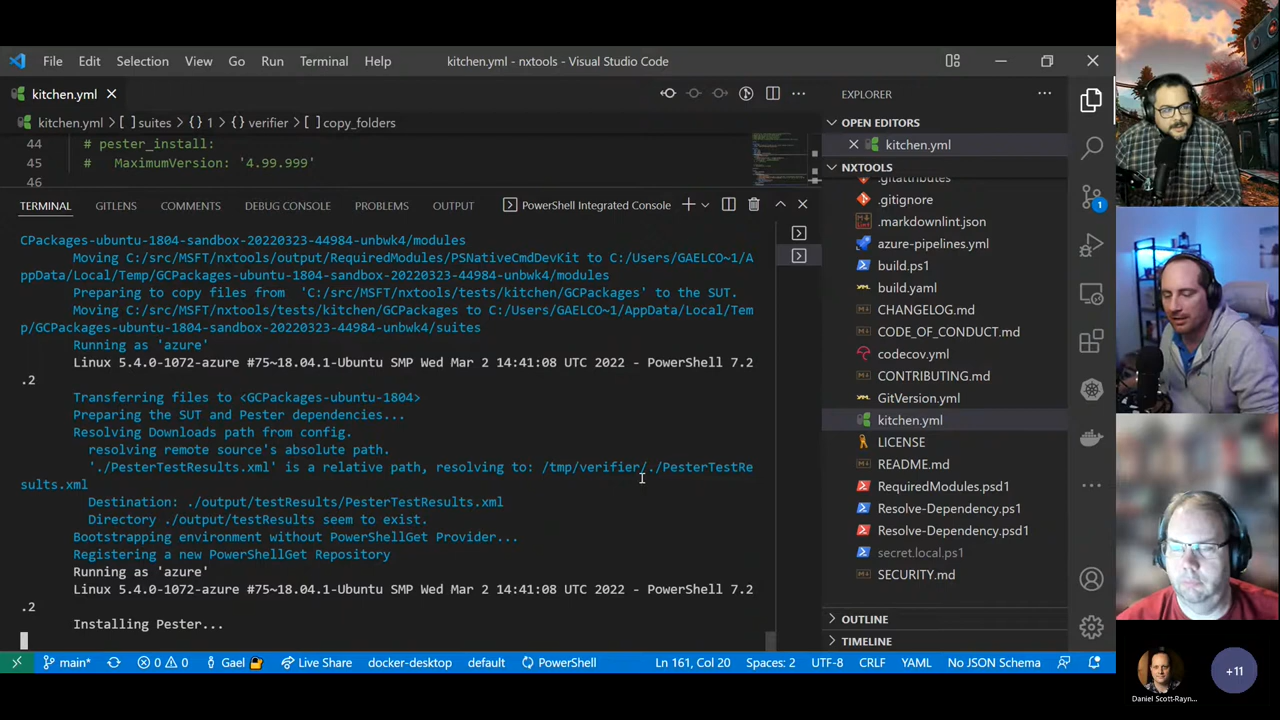 File Edit Selection View Go Run Terminal Help kitchen.yml - nxtools - Visual Studio Code
kitchen.yml
kitchen.yml > [ ] suites > {} 1 > {} verifier > [ ] copy_folders
44 # pester_install:
45 #   MaximumVersion: '4.99.999'
46
TERMINAL GITLENS COMMENTS DEBUG CONSOLE PROBLEMS OUTPUT PowerShell Integrated Console
CPackages-ubuntu-1804-sandbox-20220323-44984-unbwk4/modules
Moving C:/src/MSFT/nxtools/output/RequiredModules/PSNativeCmdDevKit to C:/Users/GAELCO~1/A
ppData/Local/Temp/GCPackages-ubuntu-1804-sandbox-20220323-44984-unbwk4/modules
Preparing to copy files from  'C:/src/MSFT/nxtools/tests/kitchen/GCPackages' to the SUT.
Moving C:/src/MSFT/nxtools/tests/kitchen/GCPackages to C:/Users/GAELCO~1/AppData/Local/Tem
p/GCPackages-ubuntu-1804-sandbox-20220323-44984-unbwk4/suites
Running as 'azure'
Linux 5.4.0-1072-azure #75~18.04.1-Ubuntu SMP Wed Mar 2 14:41:08 UTC 2022 - PowerShell 7.2
.2
Transferring files to <GCPackages-ubuntu-1804>
Preparing the SUT and Pester dependencies...
Resolving Downloads path from config.
resolving remote source's absolute path.
'./PesterTestResults.xml' is a relative path, resolving to: /tmp/verifier/./PesterTestRe
sults.xml
Destination: ./output/testResults/PesterTestResults.xml
Directory ./output/testResults seem to exist.
Bootstrapping environment without PowerShellGet Provider...
Registering a new PowerShellGet Repository
Running as 'azure'
Linux 5.4.0-1072-azure #75~18.04.1-Ubuntu SMP Wed Mar 2 14:41:08 UTC 2022 - PowerShell 7.2
.2
Installing Pester...
EXPLORER
OPEN EDITORS
kitchen.yml
NXTOOLS
.gitattributes
.gitignore
.markdownlint.json
azure-pipelines.yml
build.ps1
build.yaml
CHANGELOG.md
CODE_OF_CONDUCT.md
codecov.yml
CONTRIBUTING.md
GitVersion.yml
kitchen.yml
LICENSE
README.md
RequiredModules.psd1
Resolve-Dependency.ps1
Resolve-Dependency.psd1
secret.local.ps1
SECURITY.md
OUTLINE
TIMELINE
1
main* 0 0 Gael Live Share docker-desktop default PowerShell Ln 161, Col 20 Spaces: 2 UTF-8 CRLF YAML No JSON Schema
Daniel Scott-Rayn...
+11